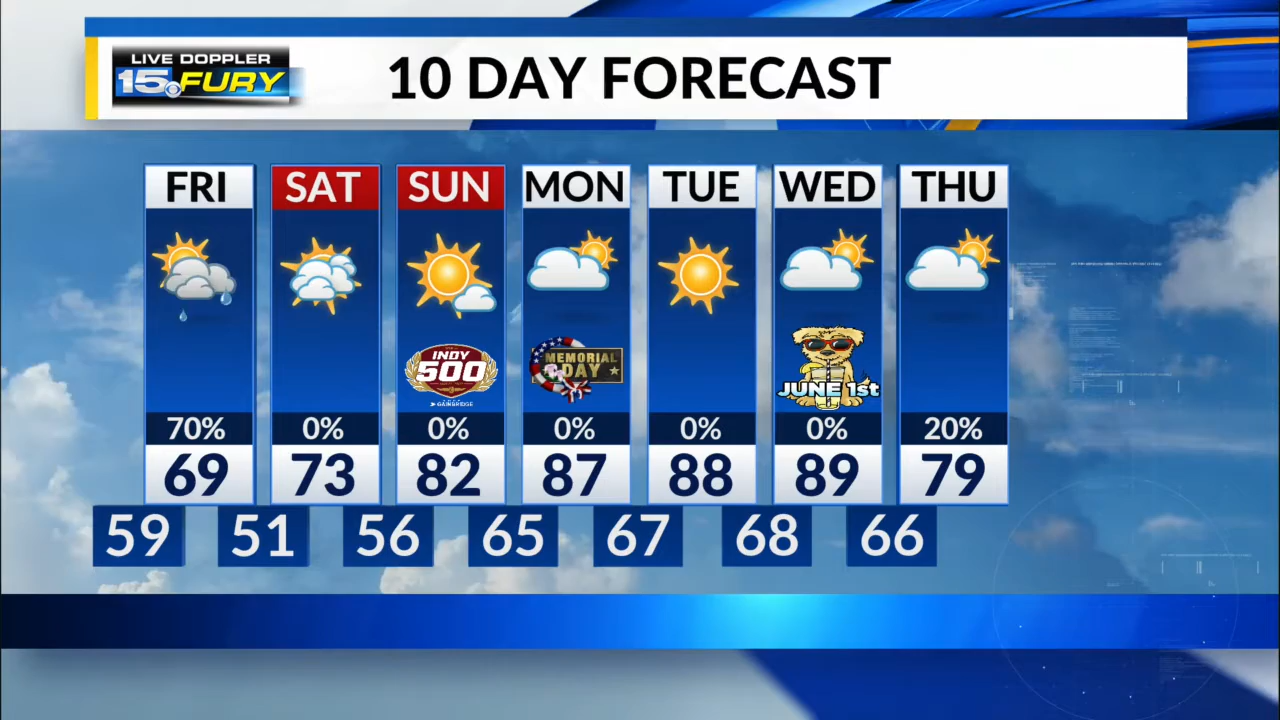 LIVE DOPPLER
15 FURY
10 DAY FORECAST
FRI SAT SUN MON TUE WED THU
INDY
500
GAINBRIDGE
MEMORIAL
DAY
JUNE 1st
70% 0% 0% 0% 0% 0% 20%
69 73 82 87 88 89 79
59 51 56 65 67 68 66